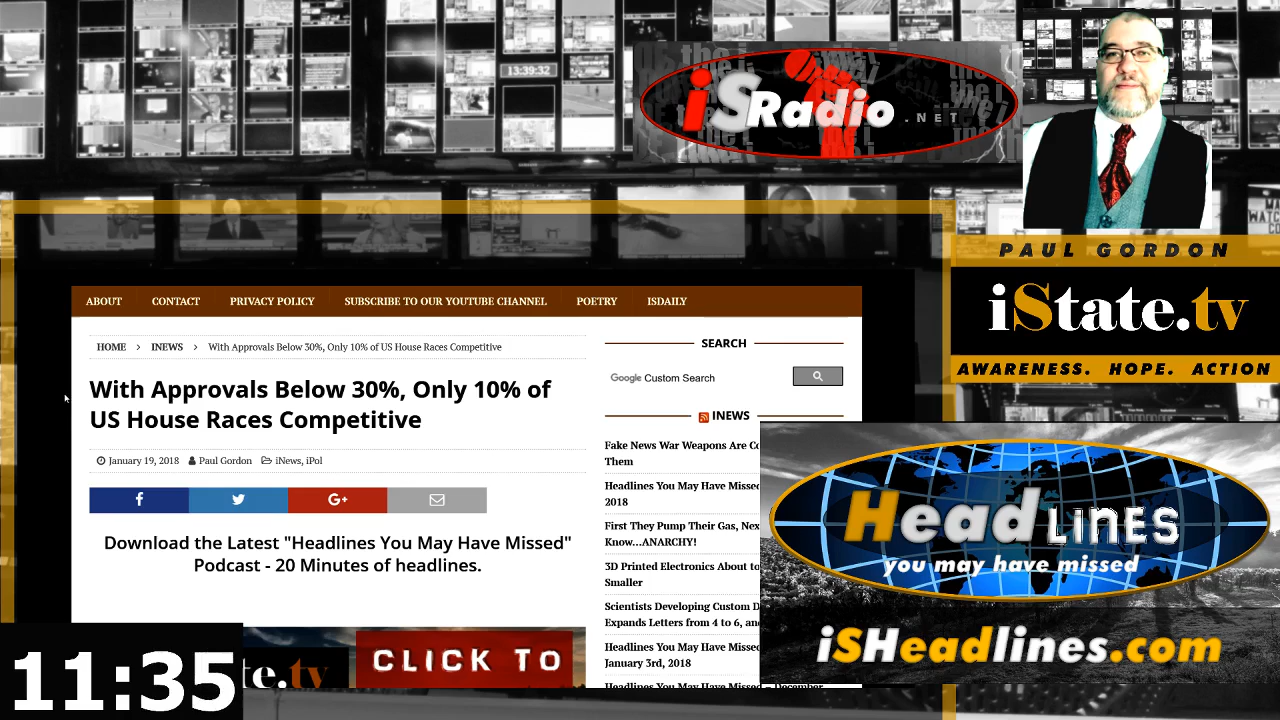 13:39:32
iSRadio.NET
PAUL GORDON
iState.tv
AWARENESS. HOPE. ACTION
ABOUT CONTACT PRIVACY POLICY SUBSCRIBE TO OUR YOUTUBE CHANNEL POETRY ISDAILY
HOME > INEWS > With Approvals Below 30%, Only 10% of US House Races Competitive
With Approvals Below 30%, Only 10% of
US House Races Competitive
January 19, 2018 Paul Gordon iNews, iPol
Download the Latest "Headlines You May Have Missed"
Podcast - 20 Minutes of headlines.
te.tv
CLICK TO
SEARCH
Google Custom Search
INEWS
Fake News War Weapons Are
Them
Headlines You May Have Missed
2018
First They Pump Their Gas,
Know...ANARCHY!
3D Printed Electronics About to
Smaller
Scientists Developing Custom
Expands Letters from 4 to 6,
Headlines You May Have Missed
January 3rd, 2018
Headlines You May Have Missed – December
Headlines
you may have missed
iSHeadlines.com
11:35